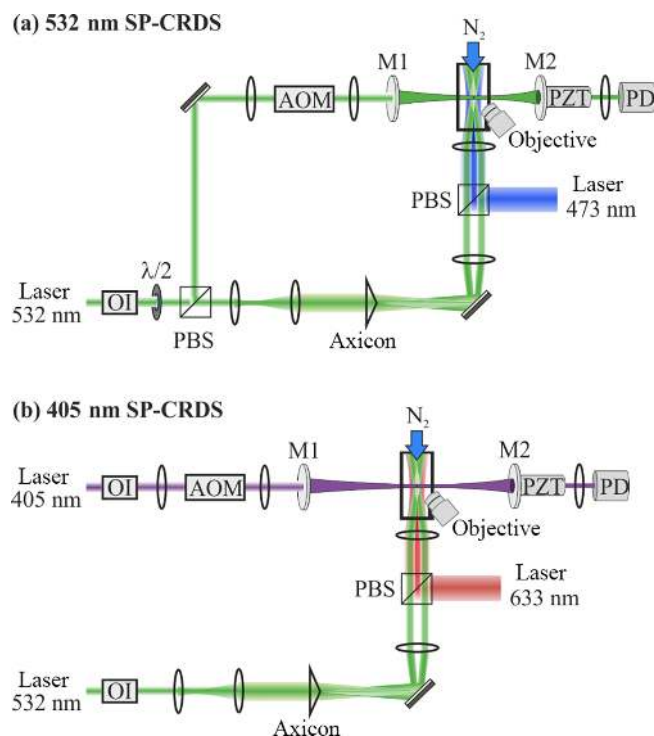 (a) 532 nm SP-CRDS
N2
M1
M2
AOM
PZT
PD
Objective
PBS
Laser
473 nm
λ/2
Laser
532 nm
OI
PBS
Axicon
(b) 405 nm SP-CRDS
N2
M1
M2
Laser
405 nm
OI
AOM
PZT
PD
Objective
PBS
Laser
633 nm
Laser
532 nm
OI
Axicon